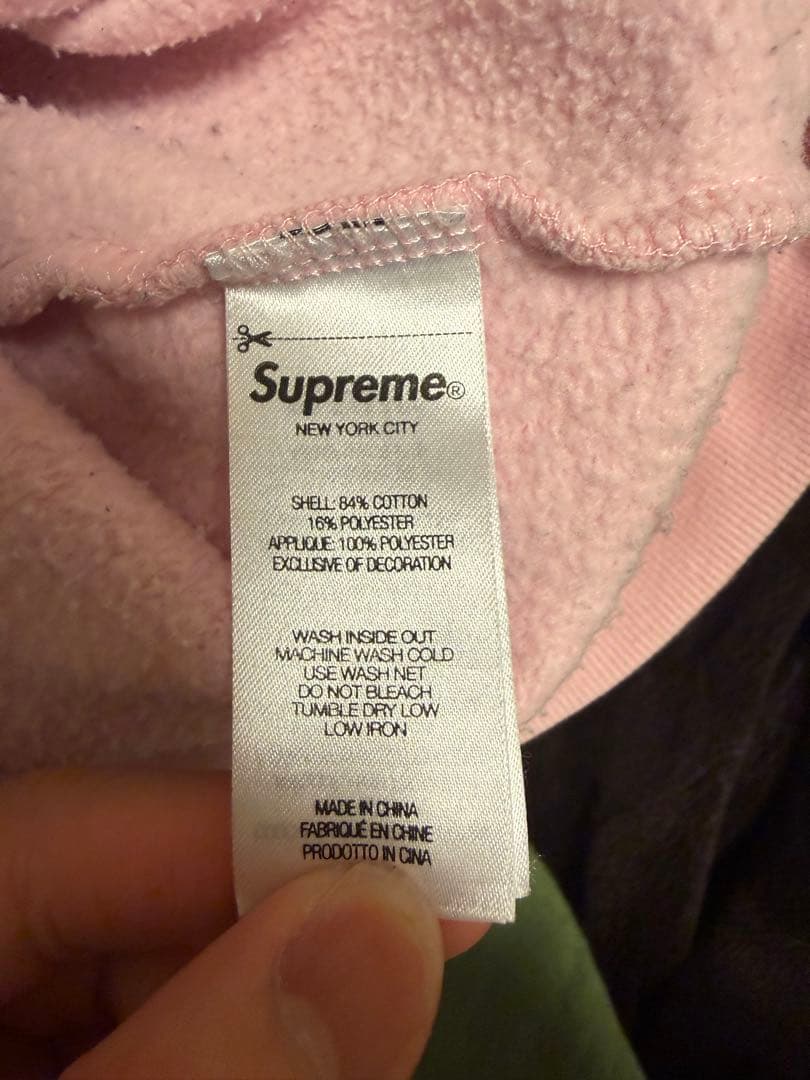 Supreme®
NEW YORK CITY
SHELL: 84% COTTON
16% POLYESTER
APPLIQUE: 100% POLYESTER
EXCLUSIVE OF DECORATION
WASH INSIDE OUT
MACHINE WASH COLD
USE WASH NET
DO NOT BLEACH
TUMBLE DRY LOW
LOW IRON
MADE IN CHINA
FABRIQUÉ EN CHINE
PRODOTTO IN CINA